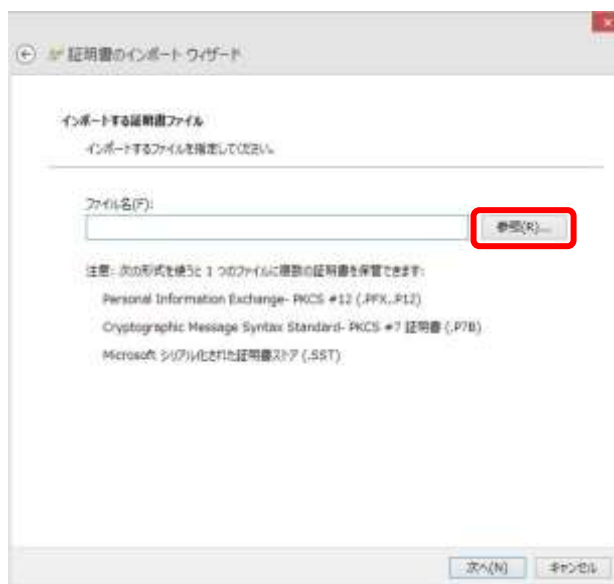 証明書のインポート ウィザード
インポートする証明書ファイル
インポートするファイルを指定してください。
ファイル名(F):
参照(R)...
注意: 次の形式を使うと 1 つのファイルに複数の証明書を保管できます:
Personal Information Exchange- PKCS #12 (.PFX,.P12)
Cryptographic Message Syntax Standard- PKCS #7 証明書 (.P7B)
Microsoft シリアル化された証明書ストア (.SST)
次へ(N)
キャンセル